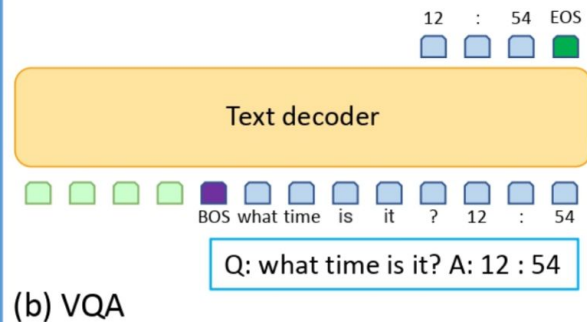 12 : 54 EOS
Text decoder
BOS what time is it ? 12 : 54
Q: what time is it? A: 12 : 54
(b) VQA